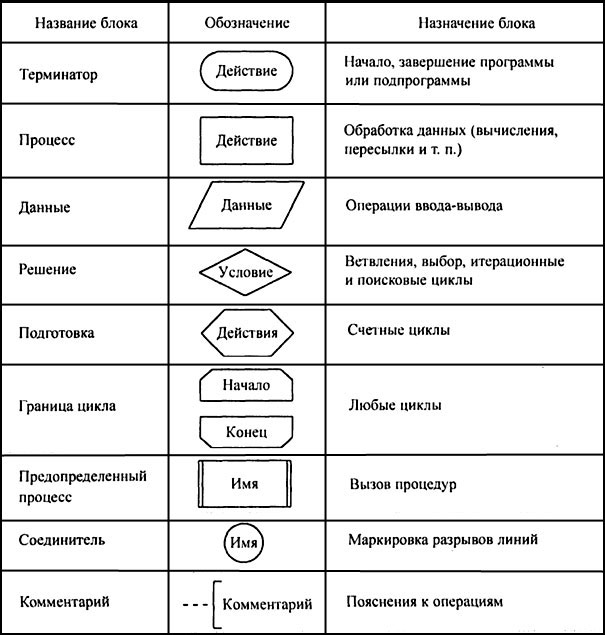 Название блока
Обозначение
Назначение блока
Терминатор
Действие
Начало, завершение программы
или подпрограммы
Процесс
Действие
Обработка данных (вычисления,
пересылки и т. п.)
Данные
Данные
Операции ввода-вывода
Решение
Условие
Ветвления, выбор, итерационные
и поисковые циклы
Подготовка
Действия
Счетные циклы
Граница цикла
Начало
Конец
Любые циклы
Предопределенный
процесс
Имя
Вызов процедур
Соединитель
Имя
Маркировка разрывов линий
Комментарий
Комментарий
Пояснения к операциям